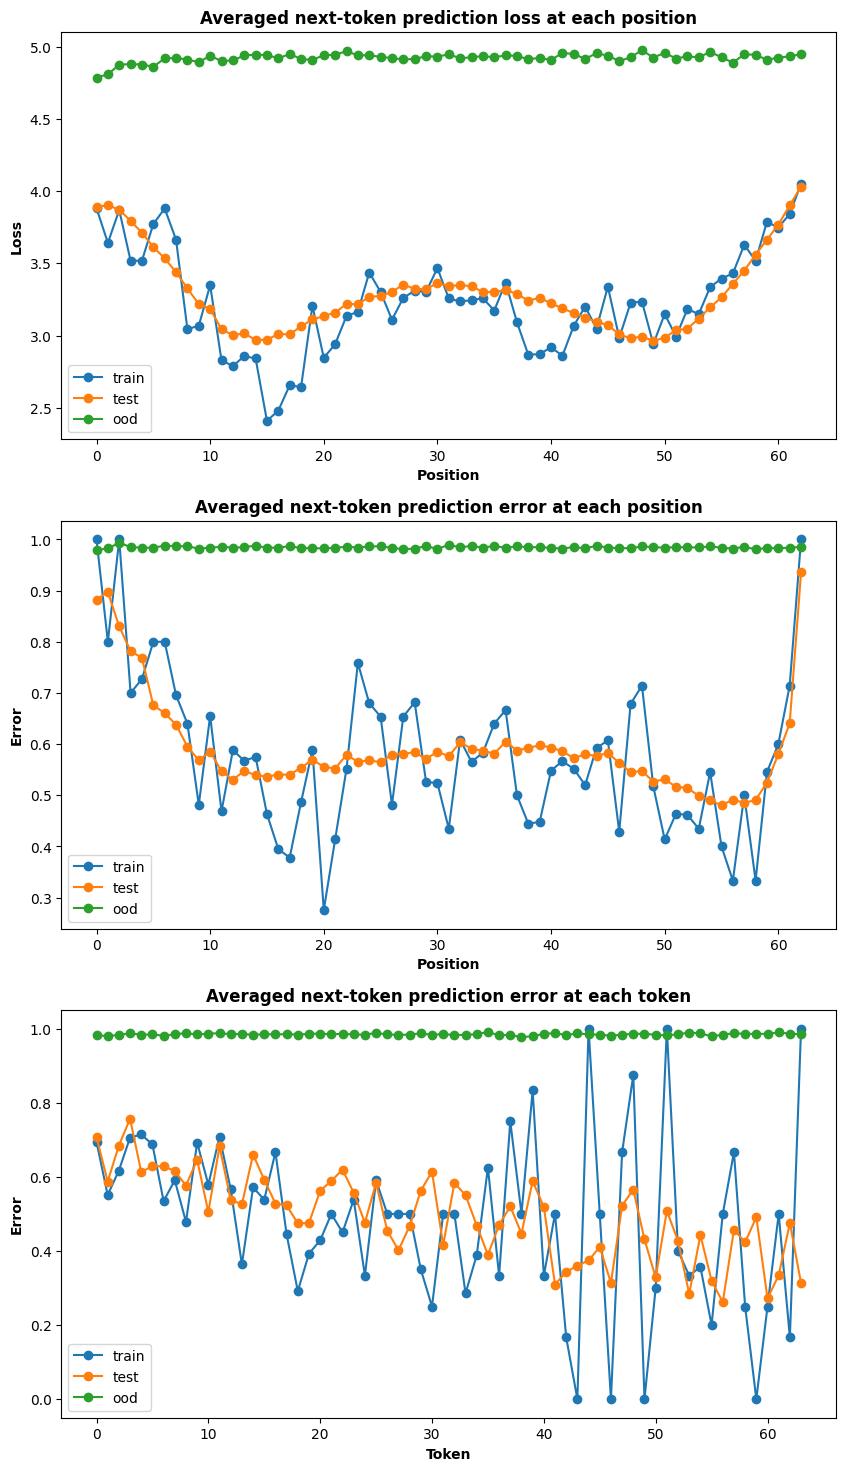 Averaged next-token prediction loss at each position
5.0
4.5
4.0
3.5
3.0
2.5
Loss
train
test
ood
0 10 20 30 40 50 60
Position
Averaged next-token prediction error at each position
1.0
0.9
0.8
0.7
0.6
0.5
0.4
0.3
Error
train
test
ood
0 10 20 30 40 50 60
Position
Averaged next-token prediction error at each token
1.0
0.8
0.6
0.4
0.2
0.0
Error
train
test
ood
0 10 20 30 40 50 60
Token